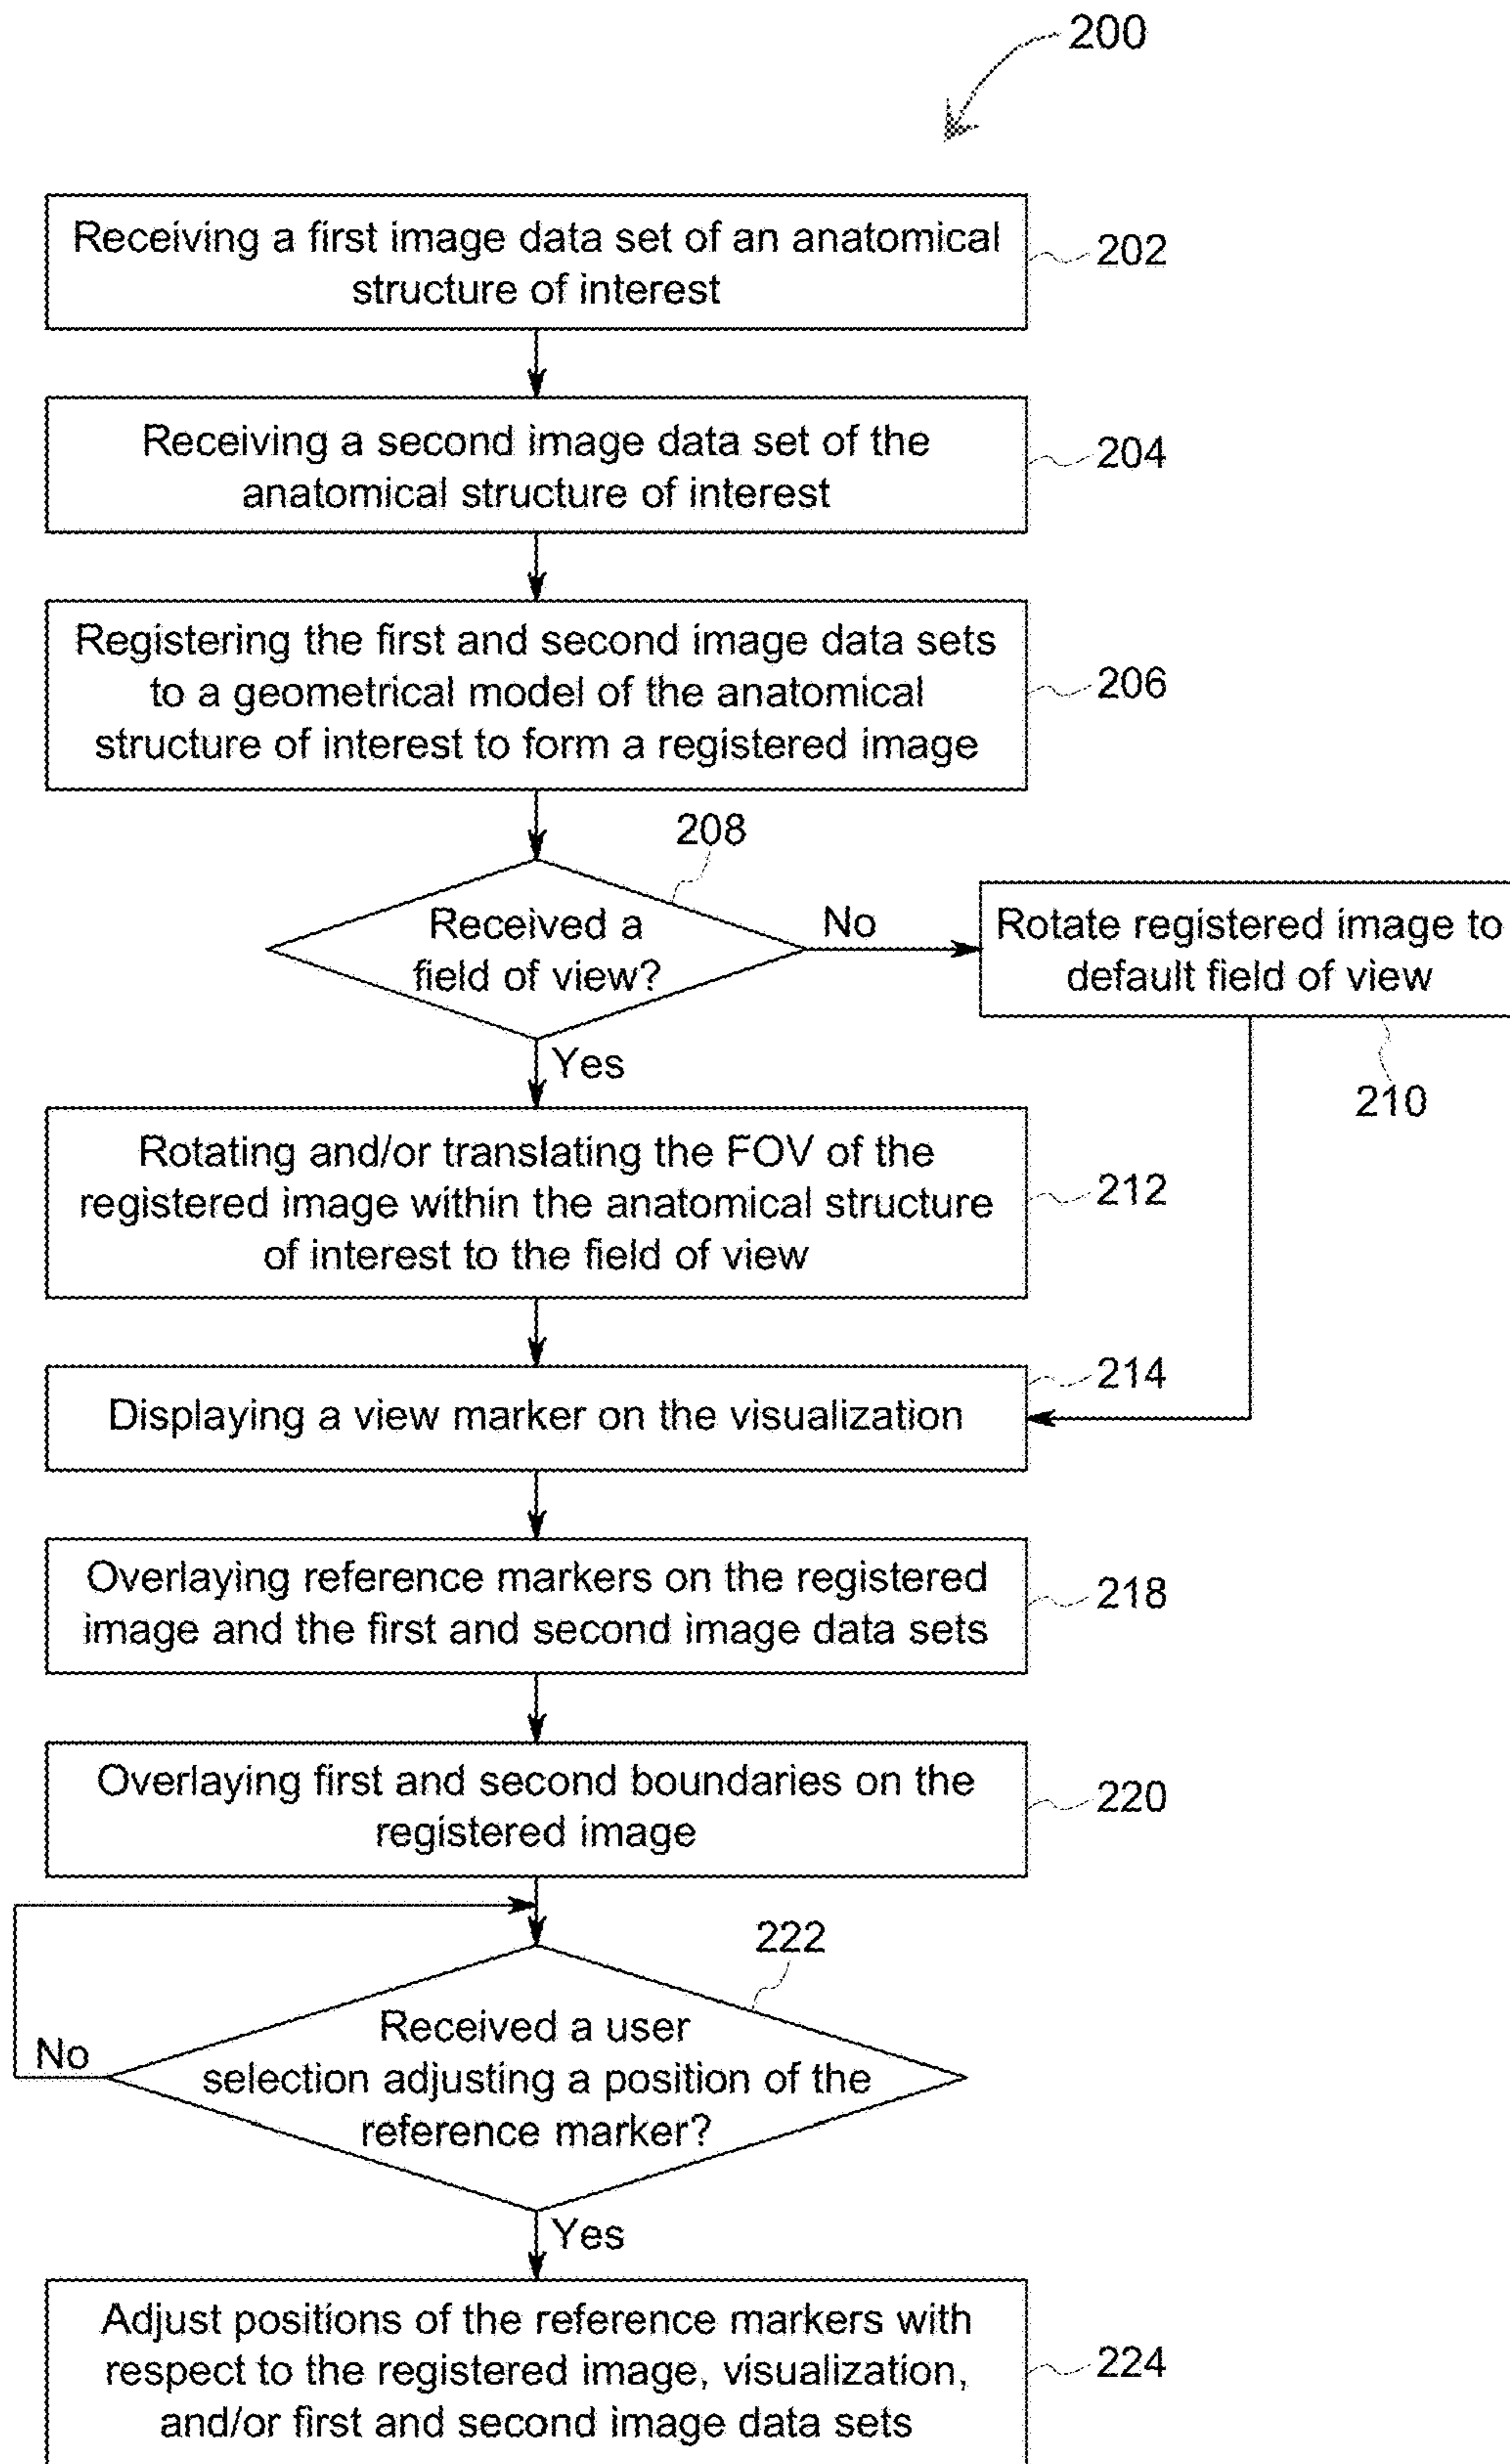 200
Receiving a first image data set of an anatomical
structure of interest
202
Receiving a second image data set of the
anatomical structure of interest
204
Registering the first and second image data sets
to a geometrical model of the anatomical
structure of interest to form a registered image
206
208
Received a
field of view?
No
Rotate registered image to
default field of view
210
Yes
Rotating and/or translating the FOV of the
registered image within the anatomical structure
of interest to the field of view
212
Displaying a view marker on the visualization
214
Overlaying reference markers on the registered
image and the first and second image data sets
218
Overlaying first and second boundaries on the
registered image
220
222
Received a user
selection adjusting a position of the
reference marker?
No
Yes
Adjust positions of the reference markers with
respect to the registered image, visualization,
and/or first and second image data sets
224